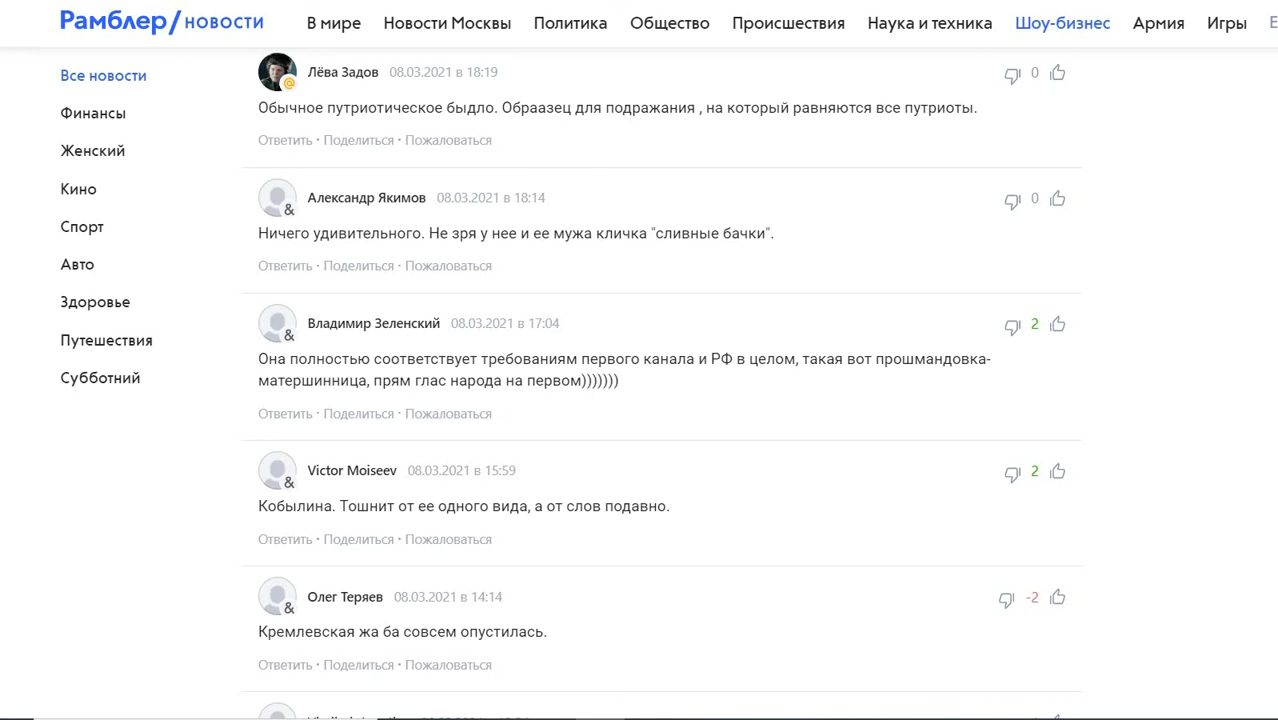 Рамблер/новости
В мире Новости Москвы Политика Общество Происшествия Наука и техника Шоу-бизнес Армия Игры
Все новости
Финансы
Женский
Кино
Спорт
Авто
Здоровье
Путешествия
Субботний
Лёва Задов 08.03.2021 в 18:19 0
Обычное путриотическое быдло. Образец для подражания , на который равняются все путриоты.
Ответить · Поделиться · Пожаловаться
Александр Якимов 08.03.2021 в 18:14 0
Ничего удивительного. Не зря у нее и ее мужа кличка "сливные бачки".
Ответить · Поделиться · Пожаловаться
Владимир Зеленский 08.03.2021 в 17:04 2
Она полностью соответствует требованиям первого канала и РФ в целом, такая вот прошмандовка-
матершинница, прям глас народа на первом)))))))
Ответить · Поделиться · Пожаловаться
Victor Moiseev 08.03.2021 в 15:59 2
Кобылина. Тошнит от ее одного вида, а от слов подавно.
Ответить · Поделиться · Пожаловаться
Олег Теряев 08.03.2021 в 14:14 -2
Кремлевская жа ба совсем опустилась.
Ответить · Поделиться · Пожаловаться